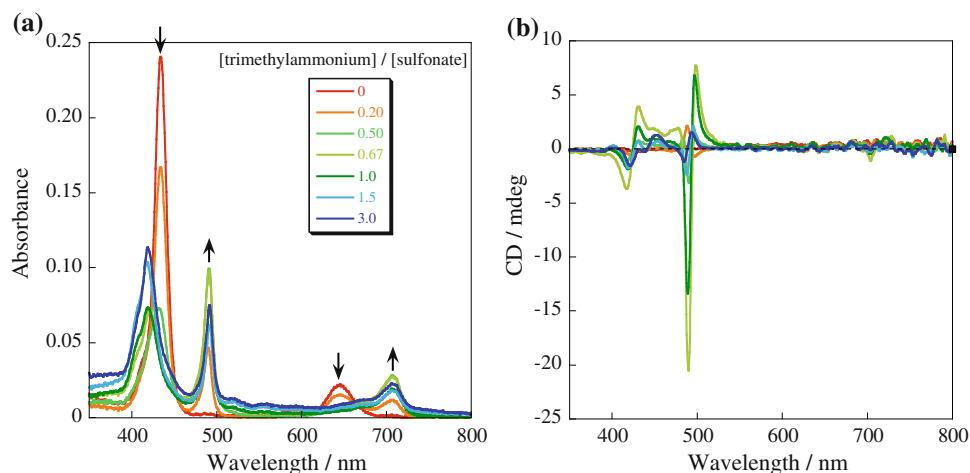 (a)
[trimethylammonium] / [sulfonate]
0
0.20
0.50
0.67
1.0
1.5
3.0
0.25
0.20
0.15
0.10
0.05
0
Absorbance
400 500 600 700 800
Wavelength / nm
(b)
10
5
0
-5
-10
-15
-20
-25
CD / mdeg
400 500 600 700 800
Wavelength / nm